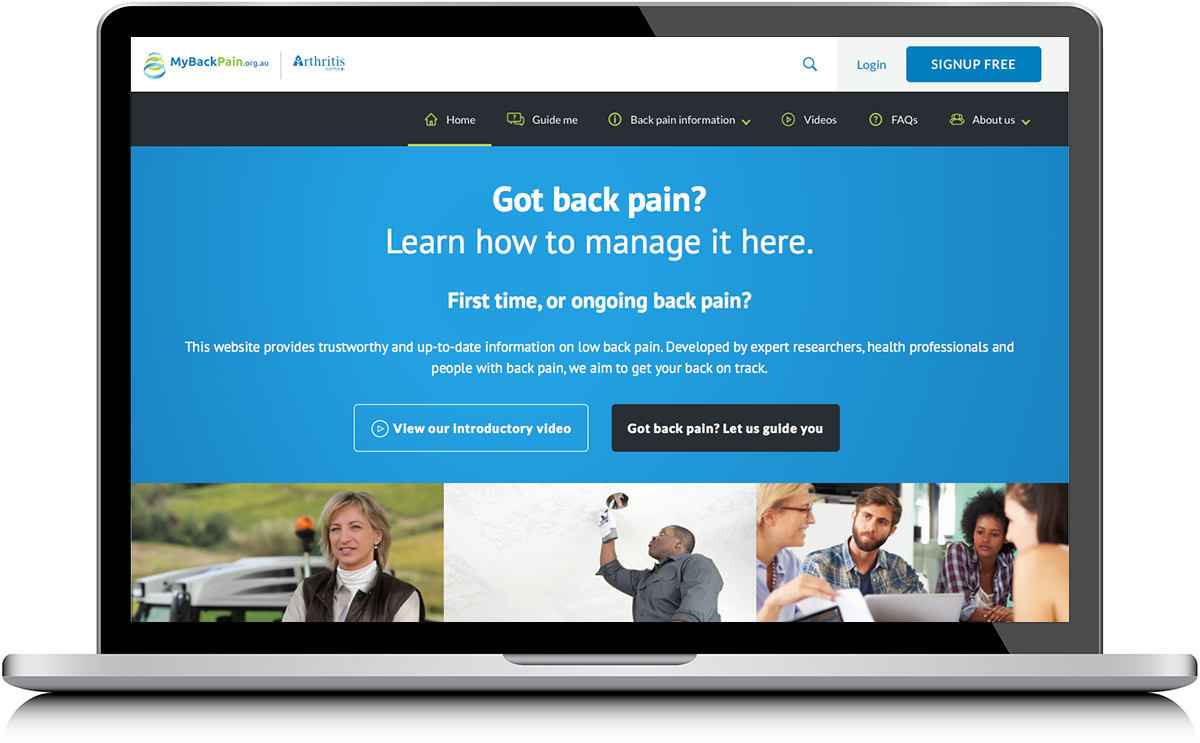 MyBackPain.org.au
Arthritis
AUSTRALIA
Login
SIGNUP FREE
Home
Guide me
Back pain information
Videos
FAQs
About us
Got back pain?
Learn how to manage it here.
First time, or ongoing back pain?
This website provides trustworthy and up-to-date information on low back pain. Developed by expert researchers, health professionals and
people with back pain, we aim to get your back on track.
View our introductory video
Got back pain? Let us guide you